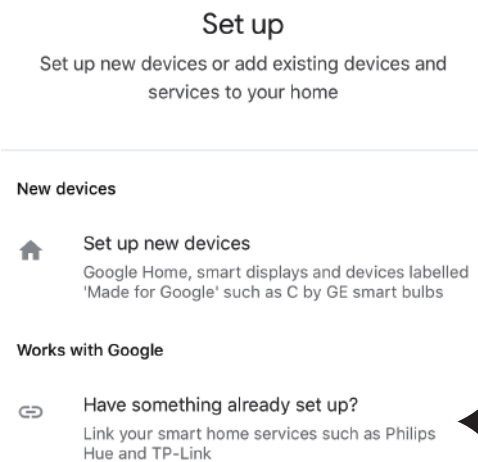 Set up
Set up new devices or add existing devices and
services to your home
New devices
Set up new devices
Google Home, smart displays and devices labelled
'Made for Google' such as C by GE smart bulbs
Works with Google
Have something already set up?
Link your smart home services such as Philips
Hue and TP-Link